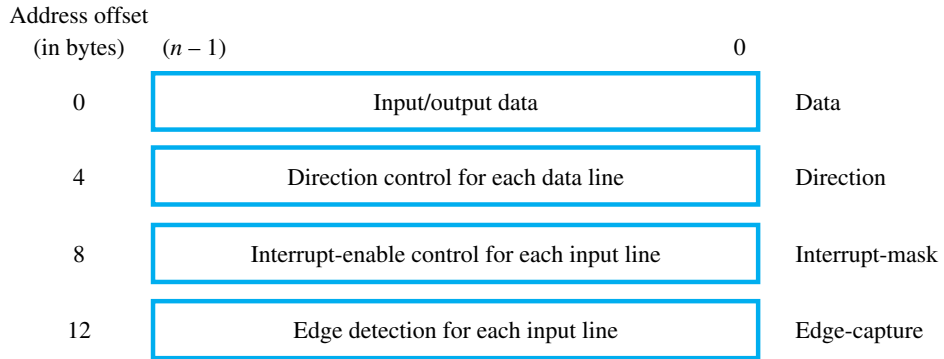 Address offset
(in bytes) (n – 1) 0
0 Input/output data Data
4 Direction control for each data line Direction
8 Interrupt-enable control for each input line Interrupt-mask
12 Edge detection for each input line Edge-capture